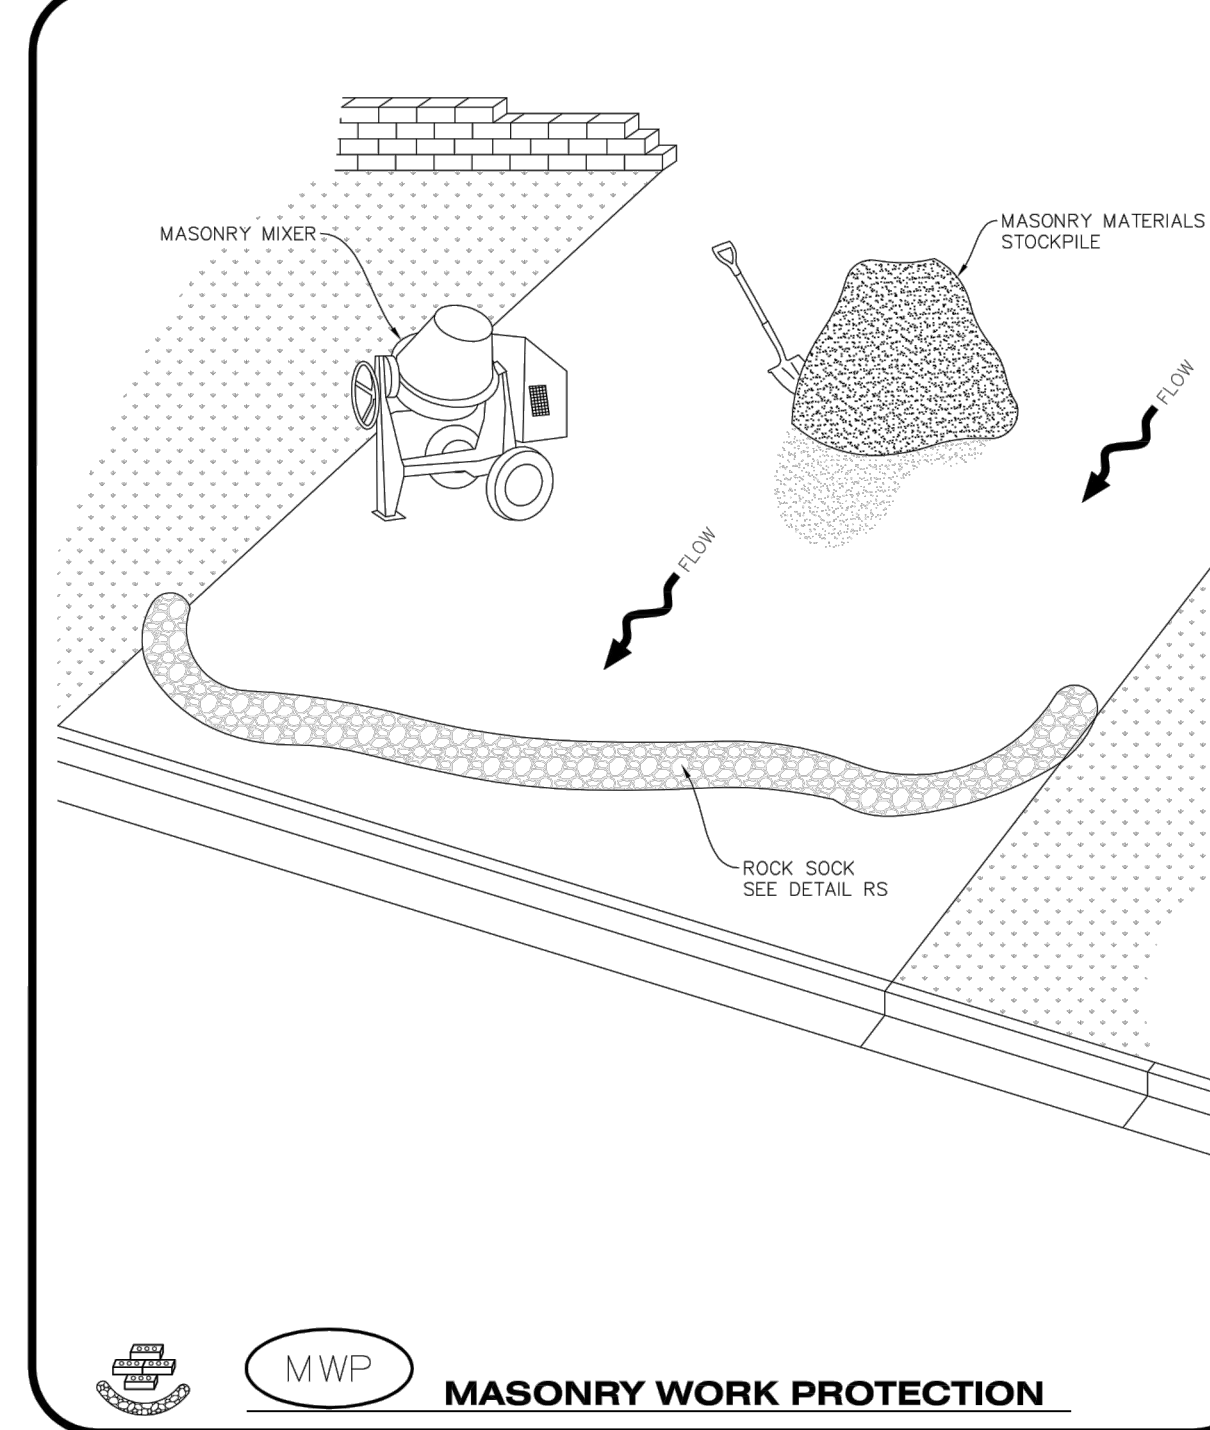 MASONRY MIXER
MASONRY MATERIALS
STOCKPILE
FLOW
FLOW
ROCK SOCK
SEE DETAIL RS
MWP
MASONRY WORK PROTECTION